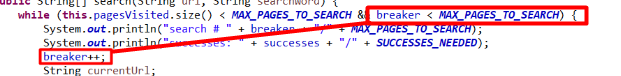 public String[] search(String url, String searchWord) {
while (this.pagesVisited.size() < MAX_PAGES_TO_SEARCH & breaker < MAX_PAGES_TO_SEARCH) {
System.out.println("search # " + breaker + "/" + MAX_PAGES_TO_SEARCH);
System.out.println("successes: " + successes + "/" + SUCCESSES_NEEDED);
breaker++;
String currentUrl;